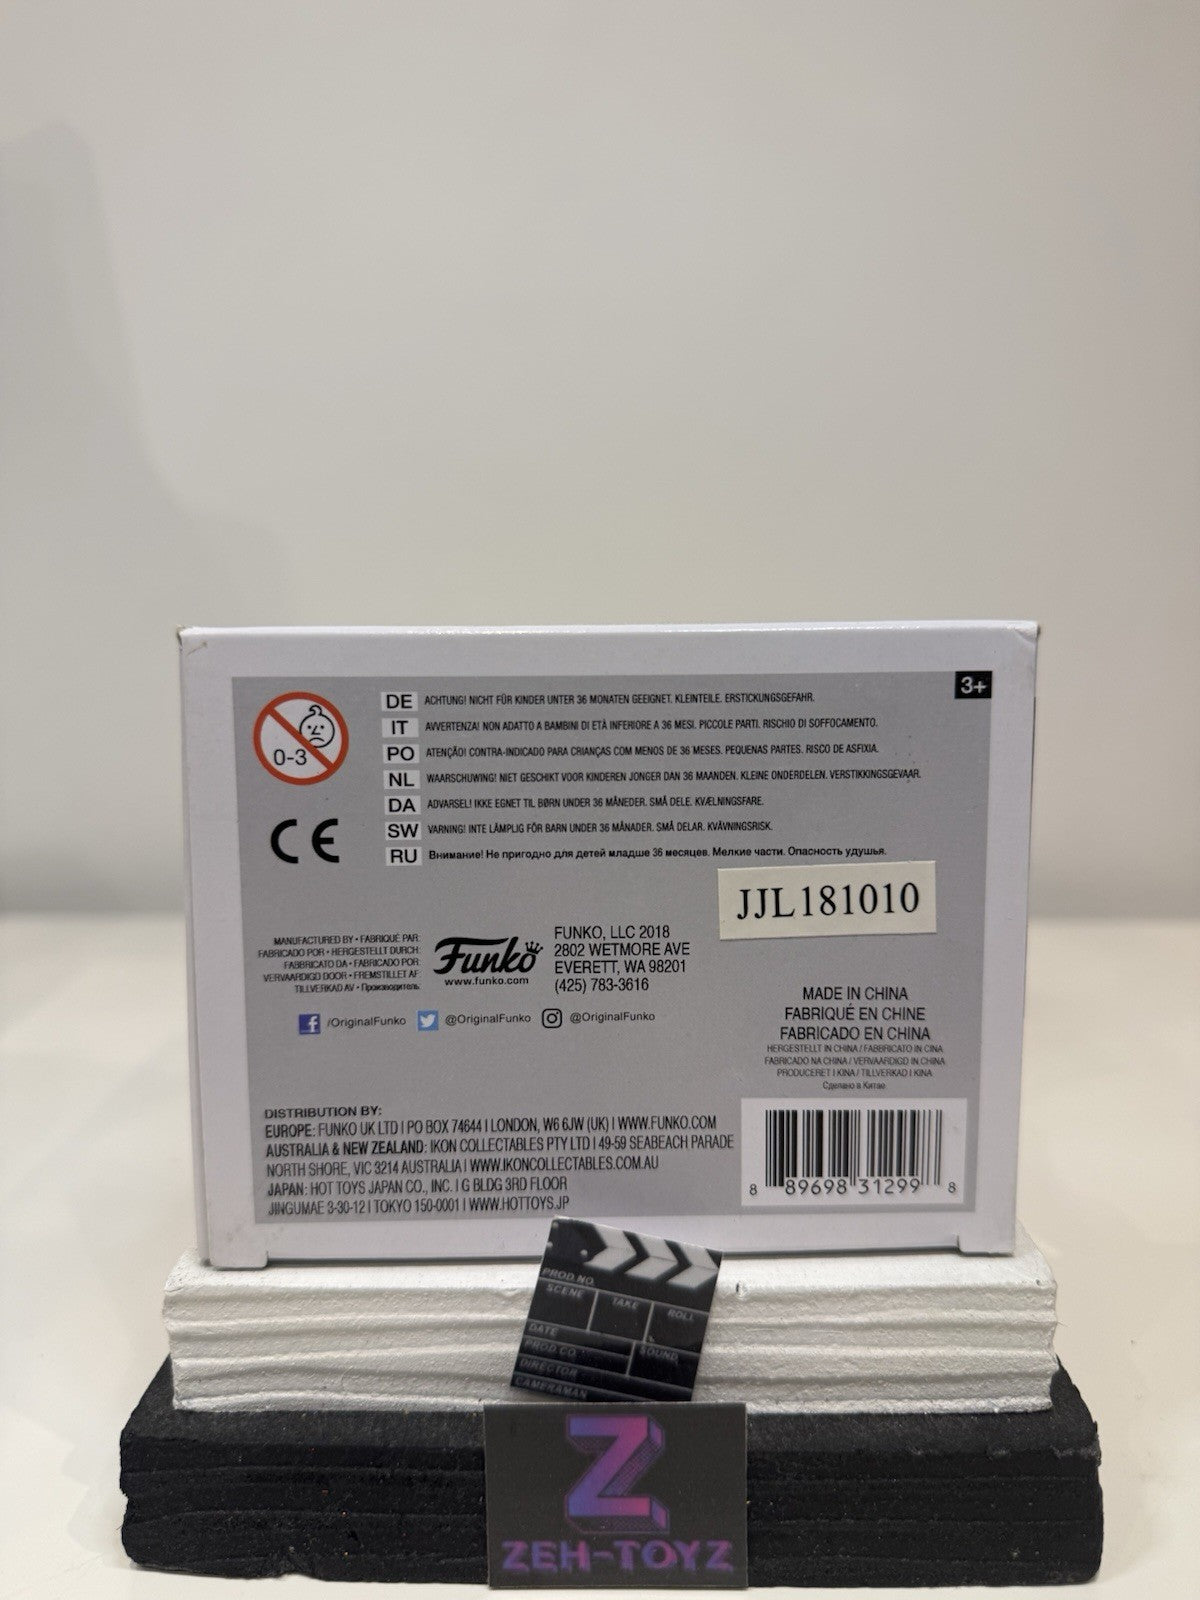 3+
0-3
CE
DE ACHTUNG! NICHT FÜR KINDER UNTER 36 MONATEN GEEIGNET. KLEINTEILE. ERSTICKUNGSGEFAHR.
IT AVVERTENZA! NON ADATTO A BAMBINI DI ETÀ INFERIORE A 36 MESI. PICCOLE PARTI. RISCHIO DI SOFFOCAMENTO.
PO ATENÇÃO! CONTRA-INDICADO PARA CRIANÇAS COM MENOS DE 36 MESES. PEQUENAS PARTES. RISCO DE ASFIXIA.
NL WAARSCHUWING! NIET GESCHIKT VOOR KINDEREN JONGER DAN 36 MAANDEN. KLEINE ONDERDELEN. VERSTIKKINGSGEVAAR.
DA ADVARSEL! IKKE EGNET TIL BØRN UNDER 36 MÅNEDER. SMÅ DELE. KVÆLNINGSFARE.
SW VARNING! INTE LÄMPLIG FÖR BARN UNDER 36 MÅNADER. SMÅ DELAR. KVÄVNINGSRISK.
RU Внимание! Не пригодно для детей младше 36 месяцев. Мелкие части. Опасность удушья.
JJL181010
MANUFACTURED BY • FABRIQUÉ PAR
FABRICADO POR • HERGESTELLT DURCH
FABBRICATO DA • FABRICADO POR
VERVAARDIGD DOOR • FREMSTILLET AF
TILLVERKAD AV • Производитель
Funko
www.funko.com
FUNKO, LLC 2018
2802 WETMORE AVE
EVERETT, WA 98201
(425) 783-3616
/OriginalFunko @OriginalFunko @OriginalFunko
MADE IN CHINA
FABRIQUÉ EN CHINE
FABRICADO EN CHINA
HERGESTELLT IN CHINA / FABBRICATO IN CINA
FABRICADO NA CHINA / VERVAARDIGD IN CHINA
PRODUCERET I KINA / TILLVERKAD I KINA
Сделано в Китае
DISTRIBUTION BY:
EUROPE: FUNKO UK LTD | PO BOX 74644 | LONDON, W6 6JW (UK) | WWW.FUNKO.COM
AUSTRALIA & NEW ZEALAND: IKON COLLECTABLES PTY LTD | 49-59 SEABEACH PARADE
NORTH SHORE, VIC 3214 AUSTRALIA | WWW.IKONCOLLECTABLES.COM.AU
JAPAN: HOT TOYS JAPAN CO., INC. | G BLDG 3RD FLOOR
JINGUMAE 3-30-12 | TOKYO 150-0001 | WWW.HOTTOYS.JP
8 89698 31299 8
PROD.NO.
SCENE TAKE ROLL
DATE SOUND
PROD.CO.
DIRECTOR
CAMERAMAN
Z
ZEH-TOYZ